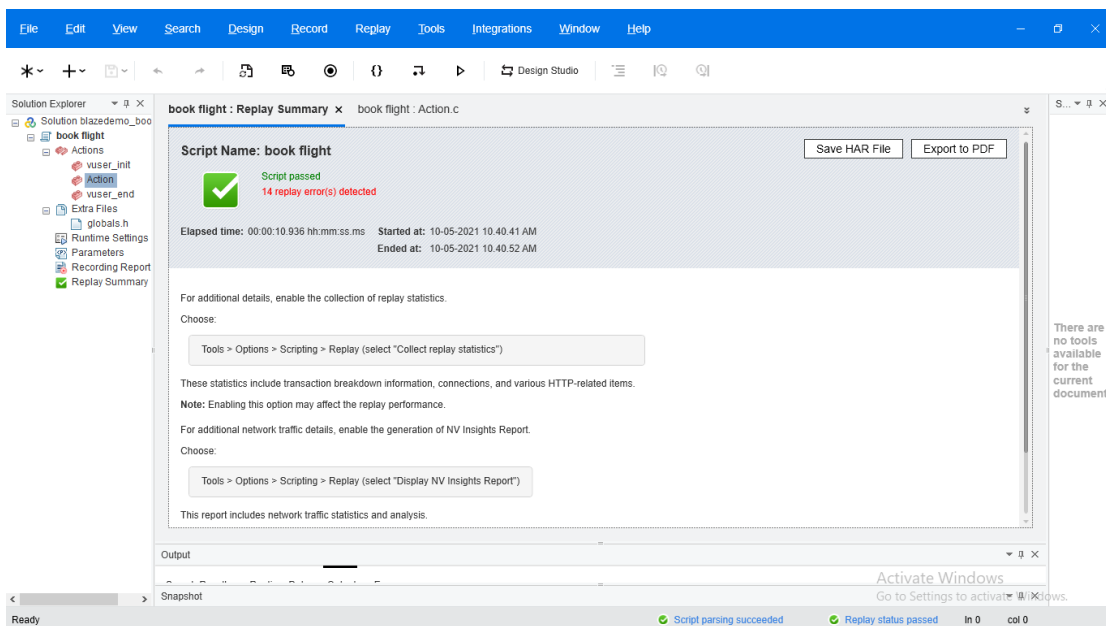 File Edit View Search Design Record Replay Tools Integrations Window Help
Design Studio
Solution Explorer
Solution blazedemo_boo
book flight
Actions
vuser_init
Action
vuser_end
Extra Files
globals.h
Runtime Settings
Parameters
Recording Report
Replay Summary
book flight : Replay Summary × book flight : Action.c
Script Name: book flight
Save HAR File Export to PDF
Script passed
14 replay error(s) detected
Elapsed time: 00:00:10.936 hh:mm:ss.ms Started at: 10-05-2021 10.40.41 AM
Ended at: 10-05-2021 10.40.52 AM
For additional details, enable the collection of replay statistics.
Choose:
Tools > Options > Scripting > Replay (select "Collect replay statistics")
These statistics include transaction breakdown information, connections, and various HTTP-related items.
Note: Enabling this option may affect the replay performance.
For additional network traffic details, enable the generation of NV Insights Report.
Choose:
Tools > Options > Scripting > Replay (select "Display NV Insights Report")
This report includes network traffic statistics and analysis.
S...
There are
no tools
available
for the
current
document
Output
Snapshot
Activate Windows
Go to Settings to activate Windows.
Ready
Script parsing succeeded Replay status passed ln 0 col 0